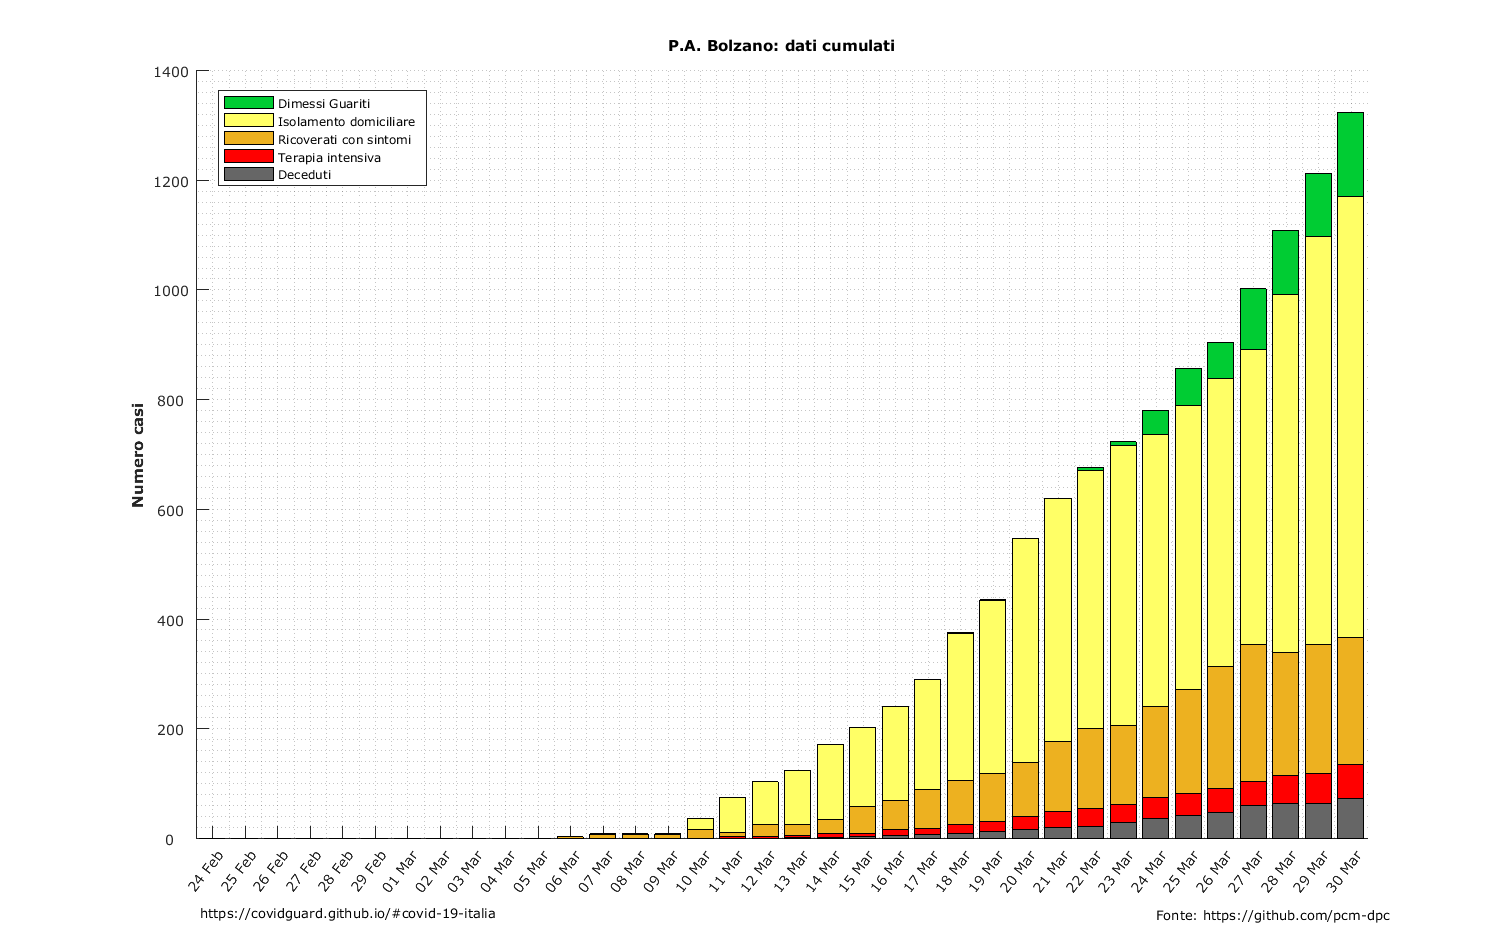 P.A. Bolzano: dati cumulati
1400
1200
1000
800
600
400
200
0
Numero casi
Dimessi Guariti
Isolamento domiciliare
Ricoverati con sintomi
Terapia intensiva
Deceduti
24 Feb
25 Feb
26 Feb
27 Feb
28 Feb
29 Feb
01 Mar
02 Mar
03 Mar
04 Mar
05 Mar
06 Mar
07 Mar
08 Mar
09 Mar
10 Mar
11 Mar
12 Mar
13 Mar
14 Mar
15 Mar
16 Mar
17 Mar
18 Mar
19 Mar
20 Mar
21 Mar
22 Mar
23 Mar
24 Mar
25 Mar
26 Mar
27 Mar
28 Mar
29 Mar
30 Mar
https://covidguard.github.io/#covid-19-italia
Fonte: https://github.com/pcm-dpc